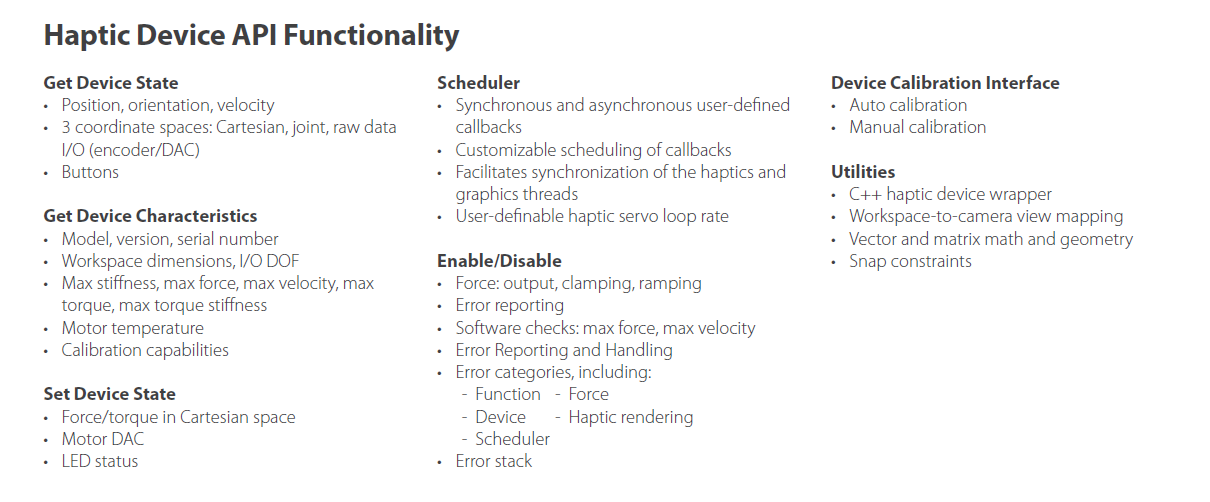 Haptic Device API Functionality
Get Device State
• Position, orientation, velocity
• 3 coordinate spaces: Cartesian, joint, raw data
I/O (encoder/DAC)
• Buttons
Get Device Characteristics
• Model, version, serial number
• Workspace dimensions, I/O DOF
• Max stiffness, max force, max velocity, max
torque, max torque stiffness
• Motor temperature
• Calibration capabilities
Set Device State
• Force/torque in Cartesian space
• Motor DAC
• LED status
Scheduler
• Synchronous and asynchronous user-defined
callbacks
• Customizable scheduling of callbacks
• Facilitates synchronization of the haptics and
graphics threads
• User-definable haptic servo loop rate
Enable/Disable
• Force: output, clamping, ramping
• Error reporting
• Software checks: max force, max velocity
• Error Reporting and Handling
• Error categories, including:
- Function - Force
- Device - Haptic rendering
- Scheduler
• Error stack
Device Calibration Interface
• Auto calibration
• Manual calibration
Utilities
• C++ haptic device wrapper
• Workspace-to-camera view mapping
• Vector and matrix math and geometry
• Snap constraints